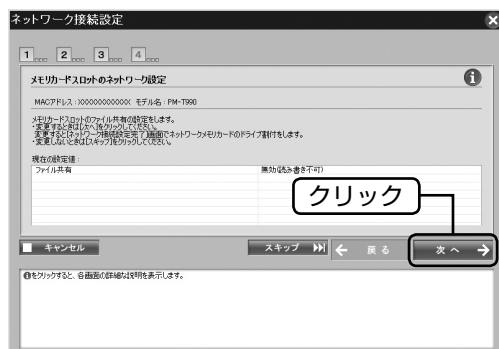 ネットワーク接続設定
1 2 3 4
メモリカードスロットのネットワーク設定
MACアドレス:XXXXXXXXXXXX モデル名:PM-T990
メモリカードスロットのファイル共有の設定をします。
・変更するときは[次へ]をクリックしてください。
変更すると[ネットワーク接続設定完了]画面でネットワークメモリカードのドライブ割付をします。
・変更しないときは[スキップ]をクリックしてください。
現在の設定値:
ファイル共有 無効(読み書き不可)
クリック
キャンセル スキップ 戻る 次へ
をクリックすると、各画面の詳細な説明を表示します。